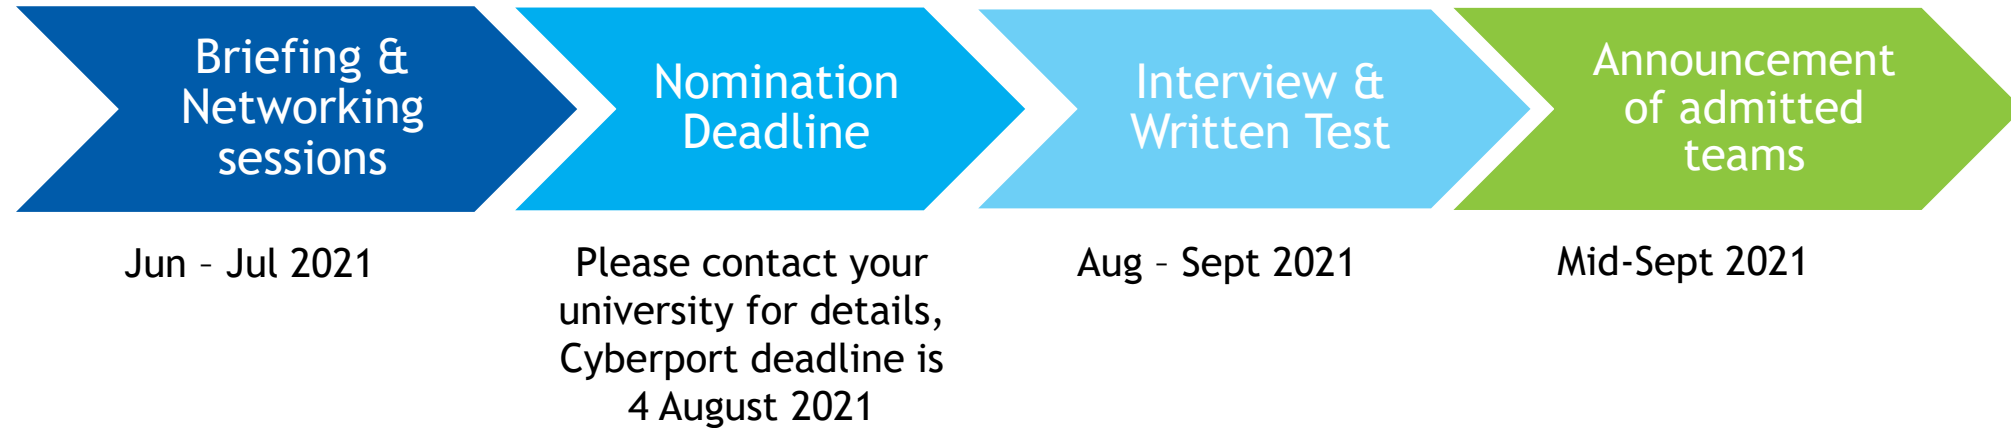 Briefing &
Networking
sessions
Nomination
Deadline
Interview &
Written Test
Announcement
of admitted
teams
Jun – Jul 2021
Please contact your
university for details,
Cyberport deadline is
4 August 2021
Aug – Sept 2021
Mid-Sept 2021